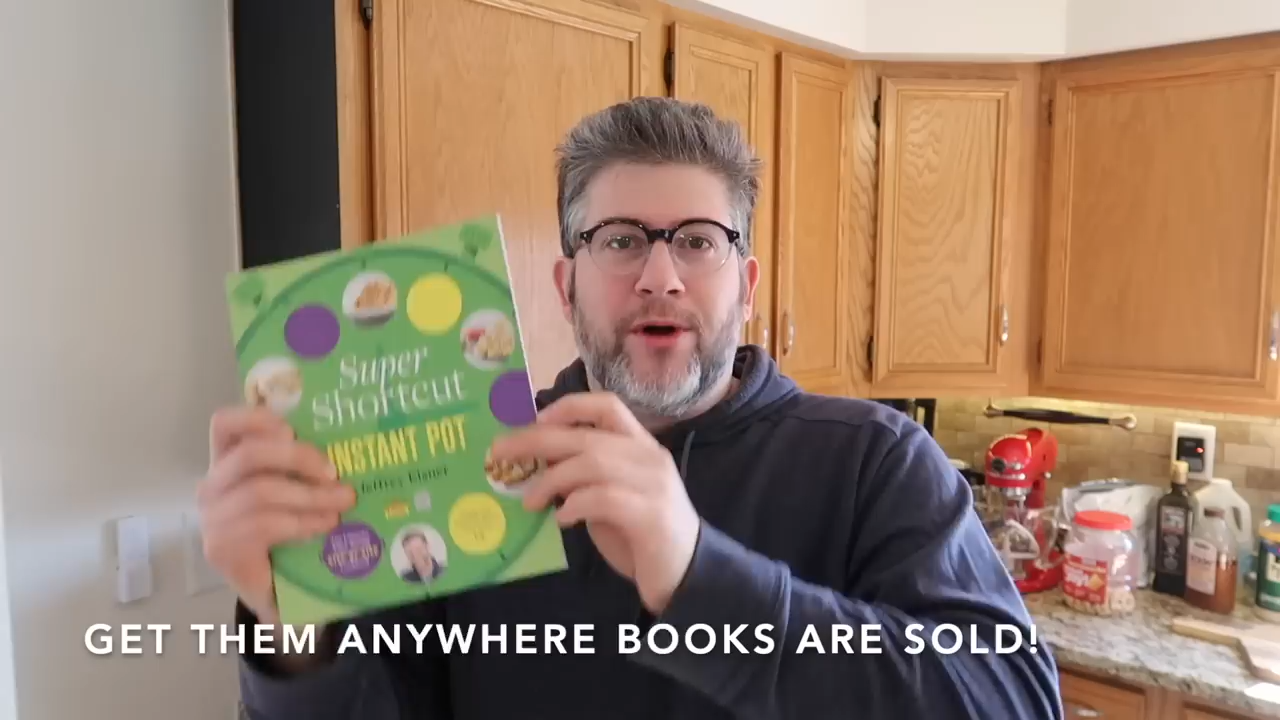 Super
Shortcut
INSTANT POT
Jeffrey Eisner
GET THEM ANYWHERE BOOKS ARE SOLD!